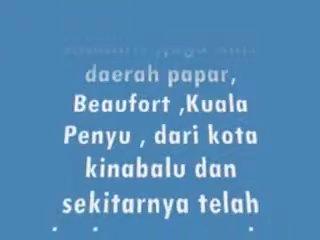 daerah papar,
Beaufort ,Kuala
Penyu , dari kota
kinabalu dan
sekitarnya telah